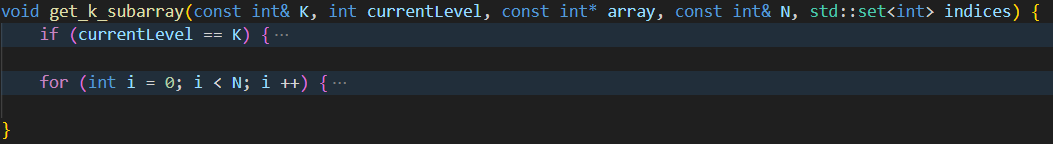 void get_k_subarray(const int& K, int currentLevel, const int* array, const int& N, std::set<int> indices) {
    if (currentLevel == K) { ···
    for (int i = 0; i < N; i ++) { ···
}